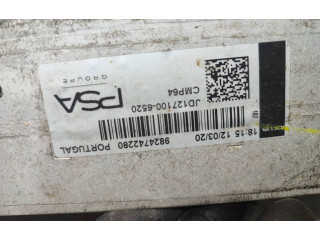 PSA
GROUPE
CMP64
JD127100-6520
18:15 12/03/20
9824742280 PORTUGAL